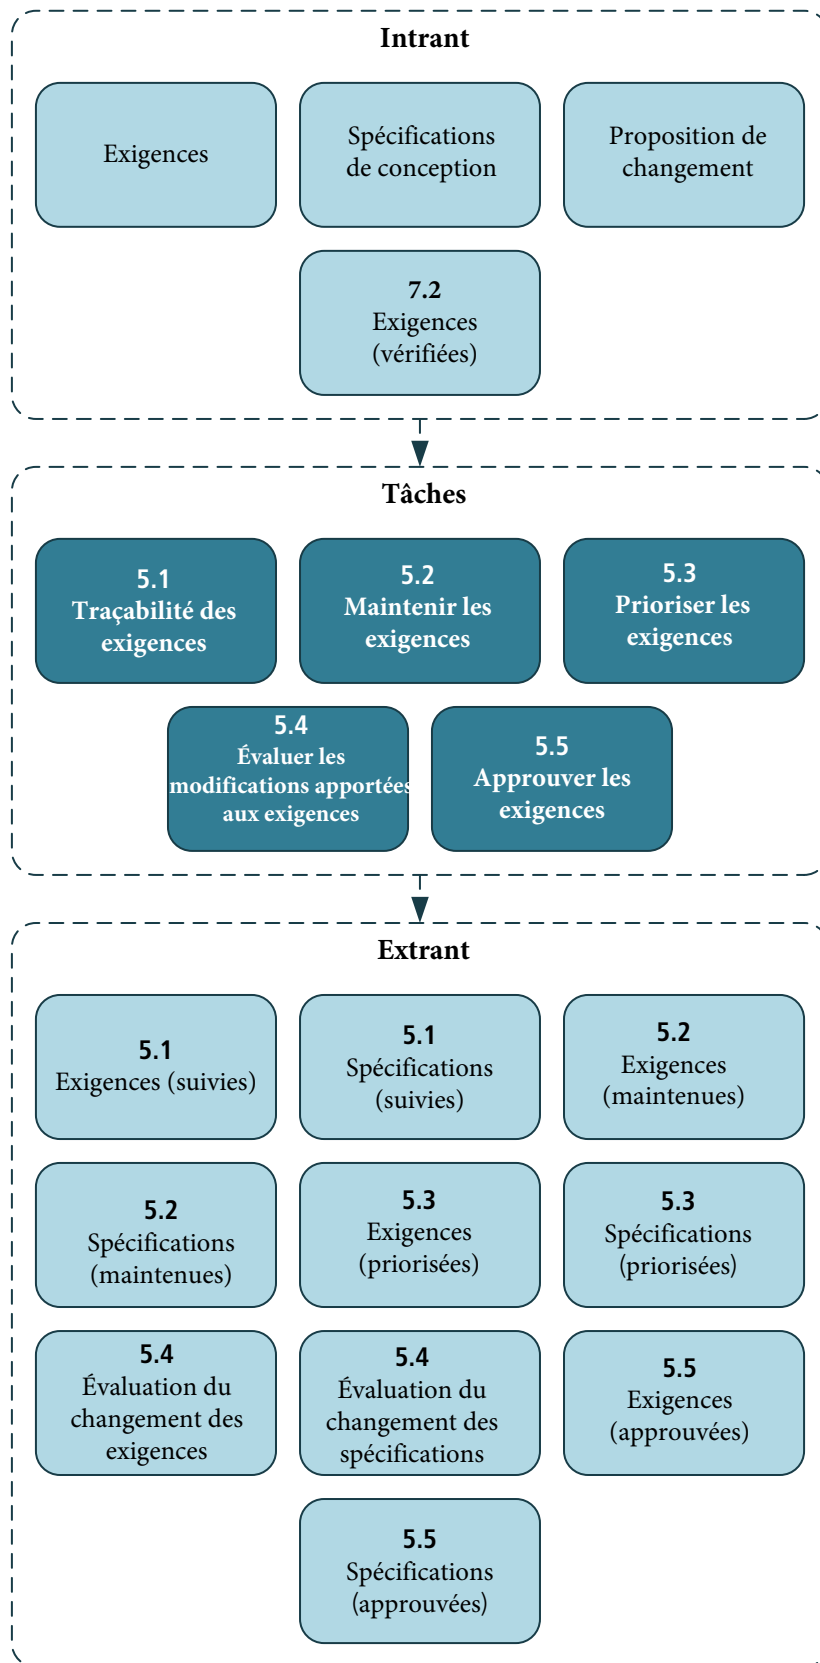 Intrant
Exigences
Spécifications
de conception
Proposition de
changement
7.2
Exigences
(vérifiées)
Tâches
5.1
Traçabilité des
exigences
5.2
Maintenir les
exigences
5.3
Prioriser les
exigences
5.4
Évaluer les
modifications apportées
aux exigences
5.5
Approuver les
exigences
Extrant
5.1
Exigences (suivies)
5.1
Spécifications
(suivies)
5.2
Exigences
(maintenues)
5.2
Spécifications
(maintenues)
5.3
Exigences
(priorisées)
5.3
Spécifications
(priorisées)
5.4
Évaluation du
changement des
exigences
5.4
Évaluation du
changement des
spécifications
5.5
Exigences
(approuvées)
5.5
Spécifications
(approuvées)